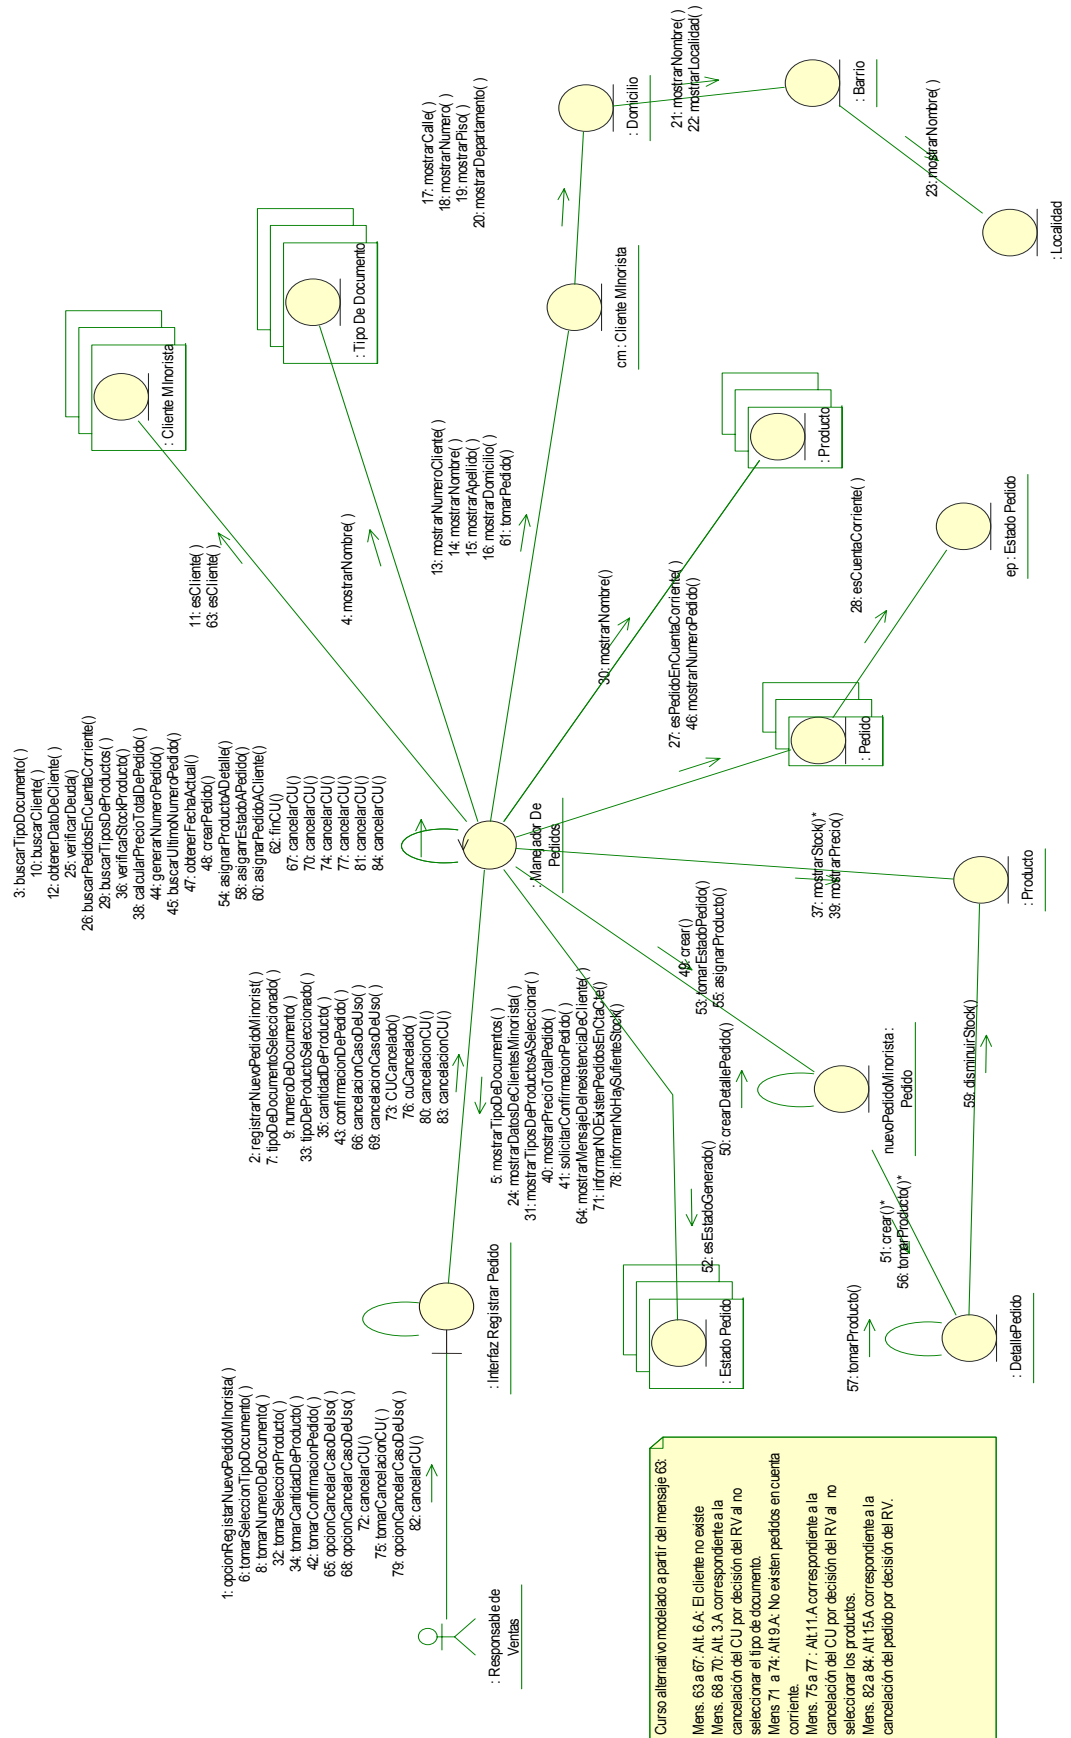 1: opcionRegistarNuevoPedidoMInorista( )
6: tomarSeleccionTipoDocumento( )
8: tomarNumeroDeDocumento( )
32: tomarSeleccionProducto( )
34: tomarCantidadDeProducto( )
42: tomarConfirmacionPedido( )
65: opcionCancelarCasoDeUso( )
68: opcionCancelarCasoDeUso( )
72: cancelarCU()
75: tomarCancelacionCU( )
79: opcionCancelarCasoDeUso( )
82: cancelarCU()
: Responsable de
Ventas
2: registrarNuevoPedidoMinorist( )
7: tipoDeDocumentoSeleccionado( )
9: numeroDeDocumento( )
33: tipoDeProductoSeleccionado( )
35: cantidadDeProducto( )
43: confirmacionDePedido( )
66: cancelacionCasoDeUso( )
69: cancelacionCasoDeUso( )
73: CUCancelado()
76: cuCancelado( )
80: cancelacionCU()
83: cancelacionCU()
5: mostrarTipoDeDocumentos( )
24: mostrarDatosDeClientesMinorista( )
31: mostrarTiposDeProductosASeleccionar( )
40: mostrarPrecioTotalPedido( )
41: solicitarConfirmacionPedido( )
64: mostrarMensajeDeInexistenciaDeCliente( )
71: informarNOExistenPedidosEnCtaCte()
78: informarNoHaySufienteStock( )
: Interfaz Registrar Pedido
3: buscarTipoDocumento( )
10: buscarCliente( )
12: obtenerDatoDeCliente( )
25: verificarDeuda()
26: buscarPedidosEnCuentaCorriente()
29: buscarTiposDeProductos( )
36: verificarStockProducto()
38: calcularPrecioTotalDePedido( )
44: generarNumeroPedido( )
45: buscarUltimoNumeroPedido( )
47: obtenerFechaActual()
48: crearPedido()
54: asignarProductoADetalle()
58: asiganrEstadoAPedido()
60: asignarPedidoACliente()
62: finCU()
67: cancelarCU()
70: cancelarCU()
74: cancelarCU()
77: cancelarCU()
81: cancelarCU()
84: cancelarCU()
: Manejador De
Pedidos
11: esCliente( )
63: esCliente( )
: Cliente MInorista
4: mostrarNombre( )
: Tipo De Documento
13: mostrarNumeroCliente( )
14: mostrarNombre( )
15: mostrarApellido( )
16: mostrarDomicilio( )
61: tomarPedido( )
cm : Cliente MInorista
17: mostrarCalle( )
18: mostrarNumero( )
19: mostrarPiso( )
20: mostrarDepartamento( )
: Domicilio
21: mostrarNombre( )
22: mostrarLocalidad( )
: Barrio
23: mostrarNombre( )
: Localidad
30: mostrarNombre()
: Producto
27: esPedidoEnCuentaCorriente( )
46: mostrarNumeroPedido( )
: Pedido
28: esCuentaCorriente( )
ep : Estado Pedido
37: mostrarStock()*
39: mostrarPrecio()
: Producto
49: crear()
53: tomarEstadoPedido( )
55: asignarProducto( )
50: crearDetallePedido( )
nuevoPedidoMinorista :
Pedido
52: esEstadoGenerado( )
: Estado Pedido
51: crear()*
56: tomarProducto()*
57: tomarProducto()
: DetallePedido
59: disminuirStock()
Curso alternativo modelado a partir del mensaje 63:
Mens. 63 a 67: Alt. 6.A: El cliente no existe
Mens. 68 a 70: Alt. 3.A correspondiente a la
cancelación del CU por decisión del RV al no
seleccionar el tipo de documento.
Mens 71 a 74: Alt 9.A: No existen pedidos en cuenta
corriente.
Mens. 75 a 77 : Alt.11.A correspondiente a la
cancelación del CU por decisión del RV al no
seleccionar los productos.
Mens. 82 a 84: Alt 15.A correspondiente a la
cancelación del pedido por decisión del RV.